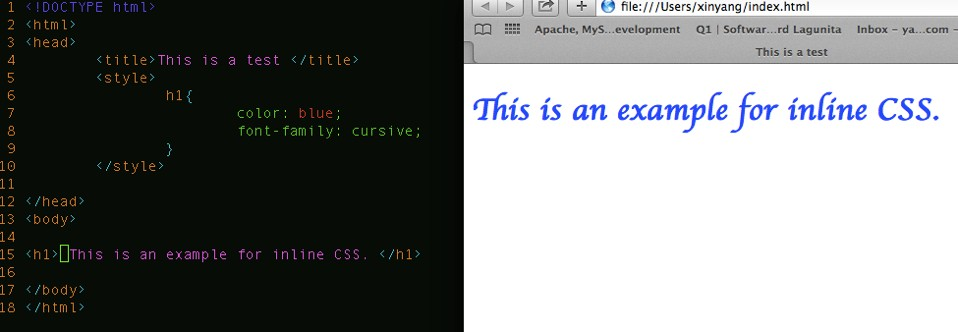 1 <!DOCTYPE html>
2 <html>
3 <head>
4 <title>This is a test </title>
5 <style>
6 h1{
7 color: blue;
8 font-family: cursive;
9 }
10 </style>
11
12 </head>
13 <body>
14
15 <h1> This is an example for inline CSS. </h1>
16
17 </body>
18 </html>
file:///Users/xinyang/index.html
Apache, MyS...evelopment Q1 | Softwar...rd Lagunita Inbox – ya...com –
This is a test
This is an example for inline CSS.